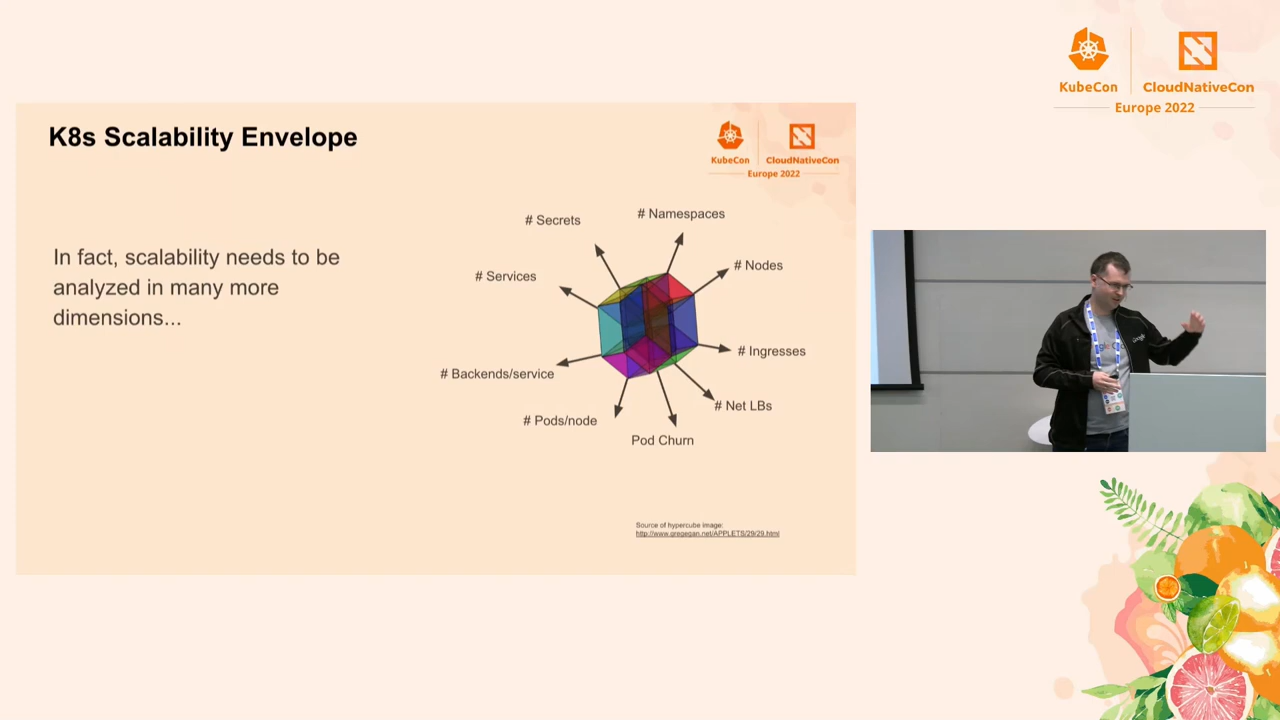 KubeCon
CloudNativeCon
Europe 2022
K8s Scalability Envelope
KubeCon
CloudNativeCon
Europe 2022
In fact, scalability needs to be
analyzed in many more
dimensions...
# Secrets
# Namespaces
# Services
# Nodes
# Backends/service
# Ingresses
# Pods/node
# Net LBs
Pod Churn
Source of hypercube image:
http://www.gregegan.net/APPLETS/29/29.html
Google